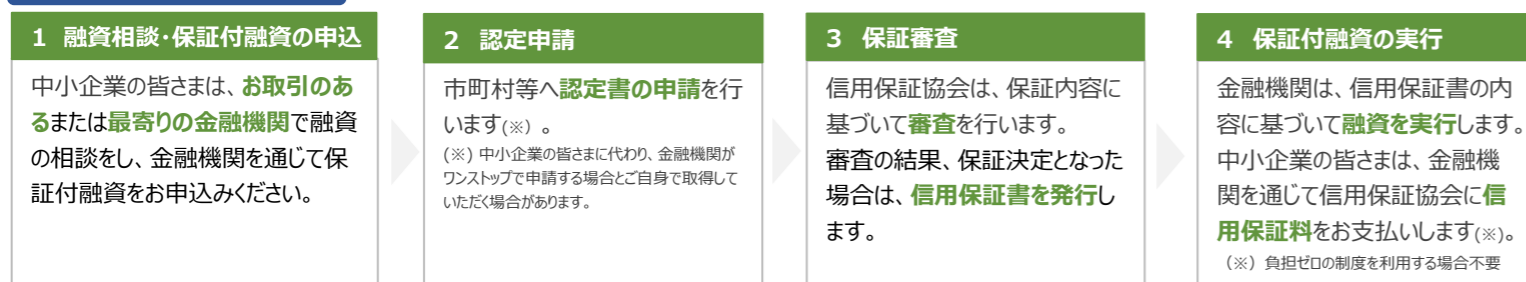 1 融資相談・保証付融資の申込
中小企業の皆さまは、お取引のあ
るまたは最寄りの金融機関で融資
の相談をし、金融機関を通じて保
証付融資をお申込みください。
2 認定申請
市町村等へ認定書の申請を行
います(※) 。
(※) 中小企業の皆さまに代わり、金融機関が
ワンストップで申請する場合とご自身で取得して
いただく場合があります。
3 保証審査
信用保証協会は、保証内容に
基づいて審査を行います。
審査の結果、保証決定となった
場合は、信用保証書を発行し
ます。
4 保証付融資の実行
金融機関は、信用保証書の内
容に基づいて融資を実行します。
中小企業の皆さまは、金融機
関を通じて信用保証協会に信
用保証料をお支払いします(※)。
(※) 負担ゼロの制度を利用する場合不要